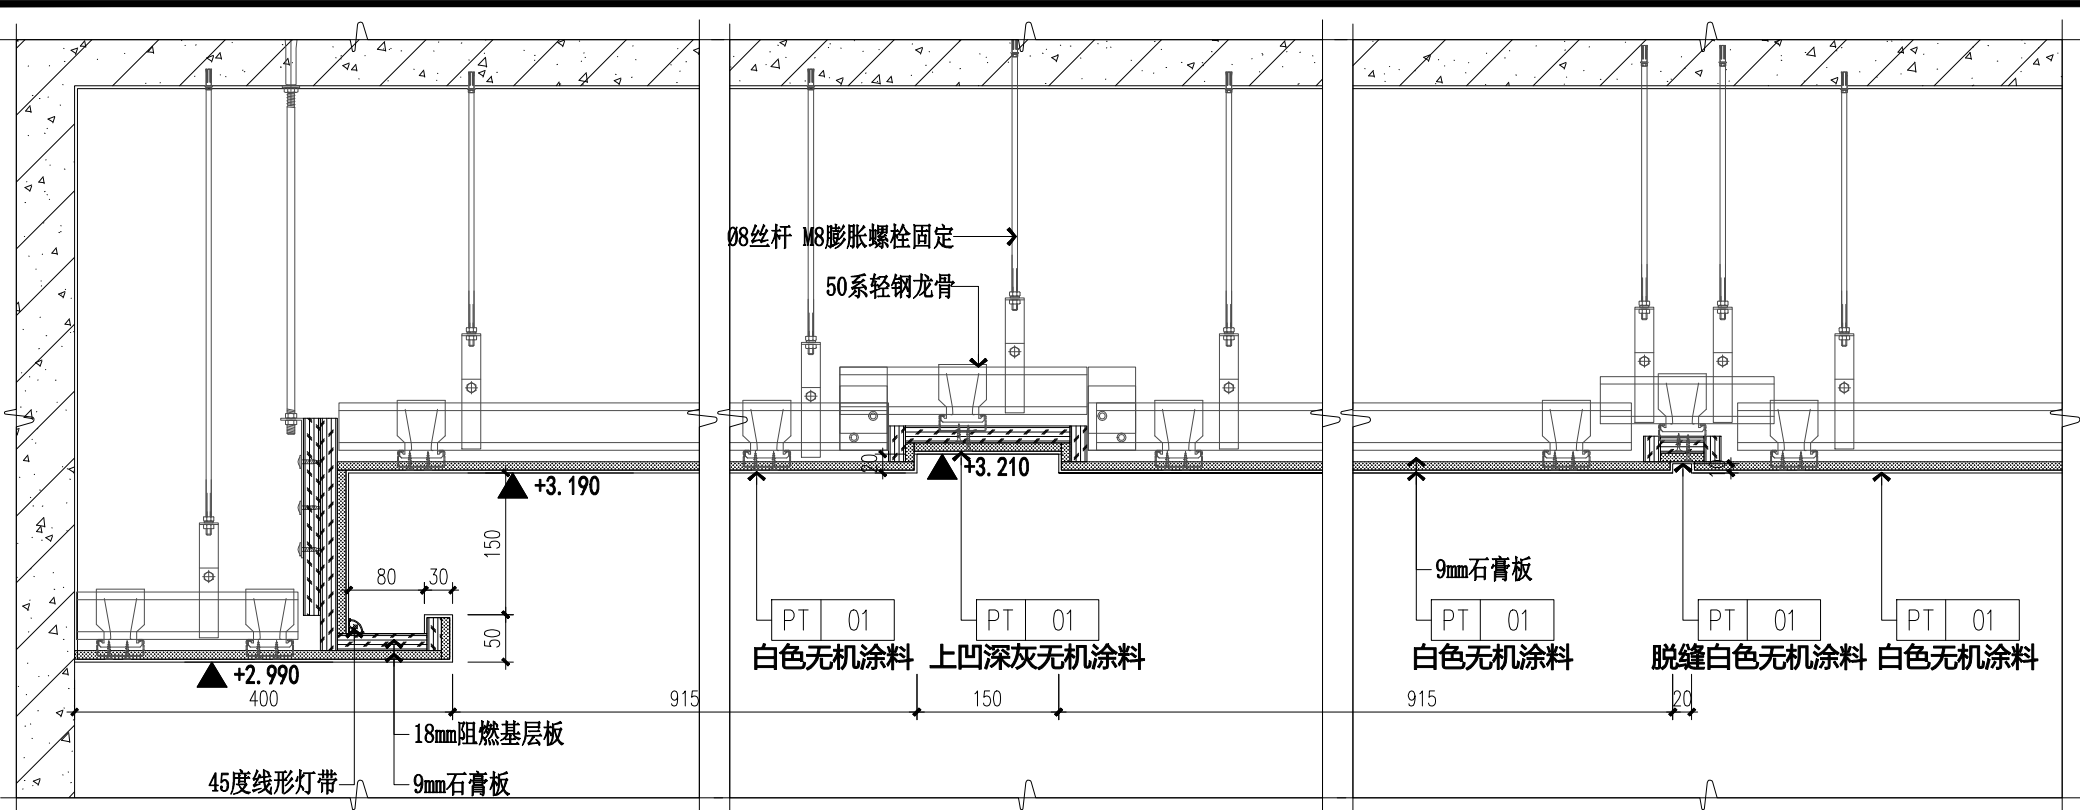 Ø8丝杆 M8膨胀螺栓固定
50系轻钢龙骨
20
+3.210
+3.190
150
80
30
50
9mm石膏板
PT 01
白色无机涂料
PT 01
上凹深灰无机涂料
PT 01
白色无机涂料
PT 01
脱缝白色无机涂料
PT 01
白色无机涂料
+2.990
400
915
150
915
20
18mm阻燃基层板
45度线形灯带
9mm石膏板